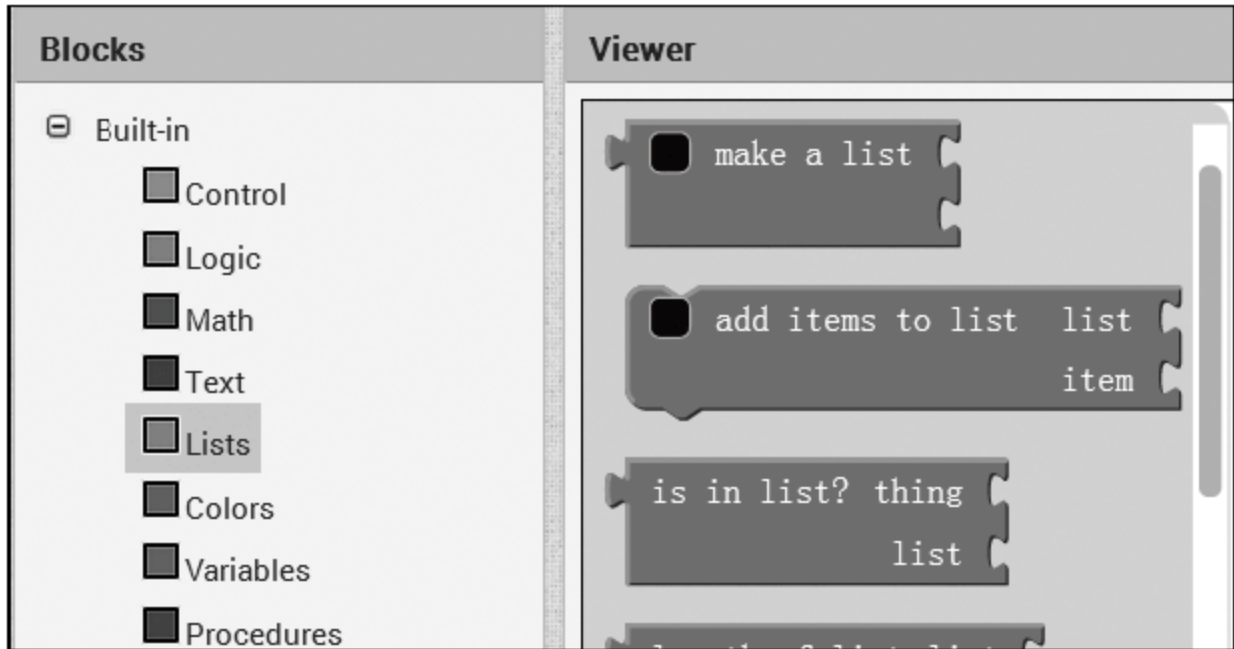 Blocks
Viewer
Built-in
Control
Logic
Math
Text
Lists
Colors
Variables
Procedures
make a list
add items to list list
item
is in list? thing
list